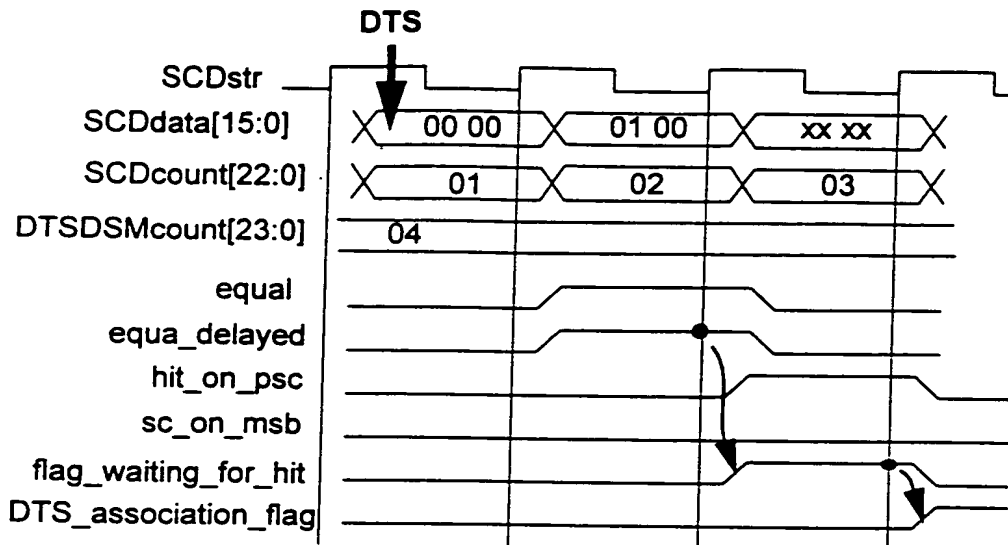 DTS
SCDstr
SCDdata[15:0] 00 00 01 00 xx xx
SCDcount[22:0] 01 02 03
DTSDSMcount[23:0] 04
equal
equa_delayed
hit_on_psc
sc_on_msb
flag_waiting_for_hit
DTS_association_flag